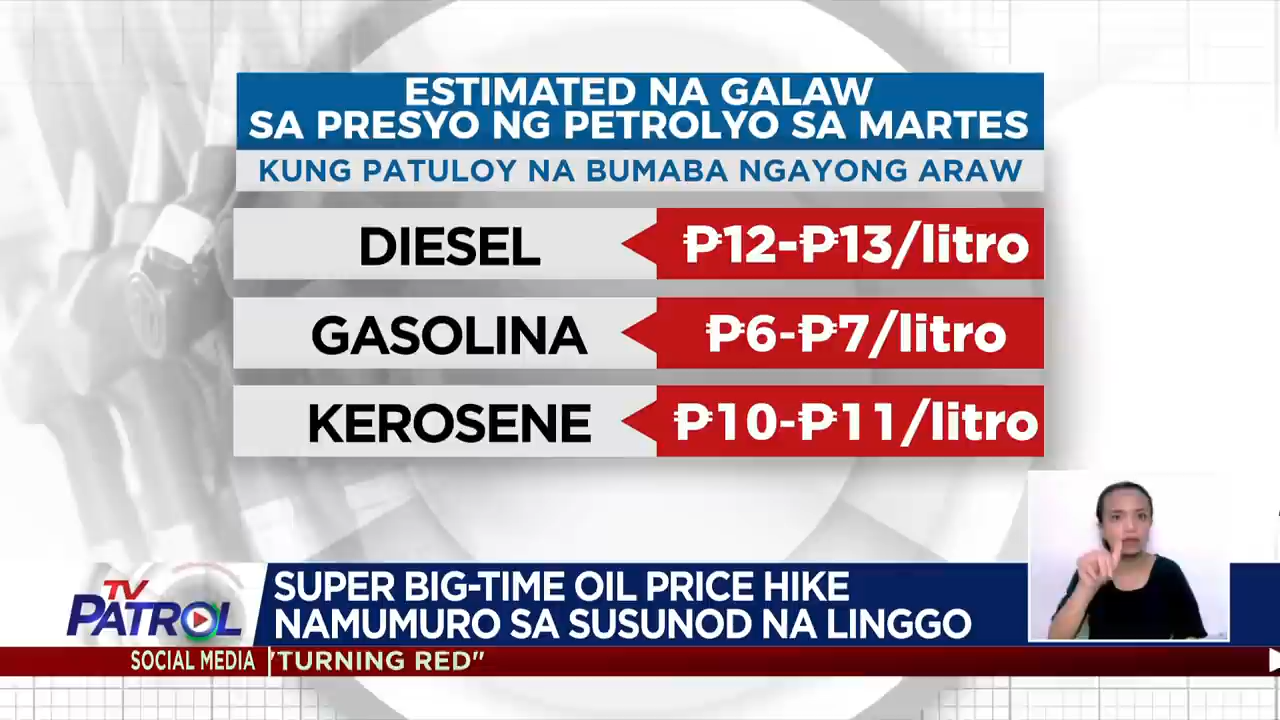 ESTIMATED NA GALAW
SA PRESYO NG PETROLYO SA MARTES
KUNG PATULOY NA BUMABA NGAYONG ARAW
DIESEL
₱12-₱13/litro
GASOLINA
₱6-₱7/litro
KEROSENE
₱10-₱11/litro
TV PATROL
SUPER BIG-TIME OIL PRICE HIKE
NAMUMURO SA SUSUNOD NA LINGGO
SOCIAL MEDIA
"TURNING RED"